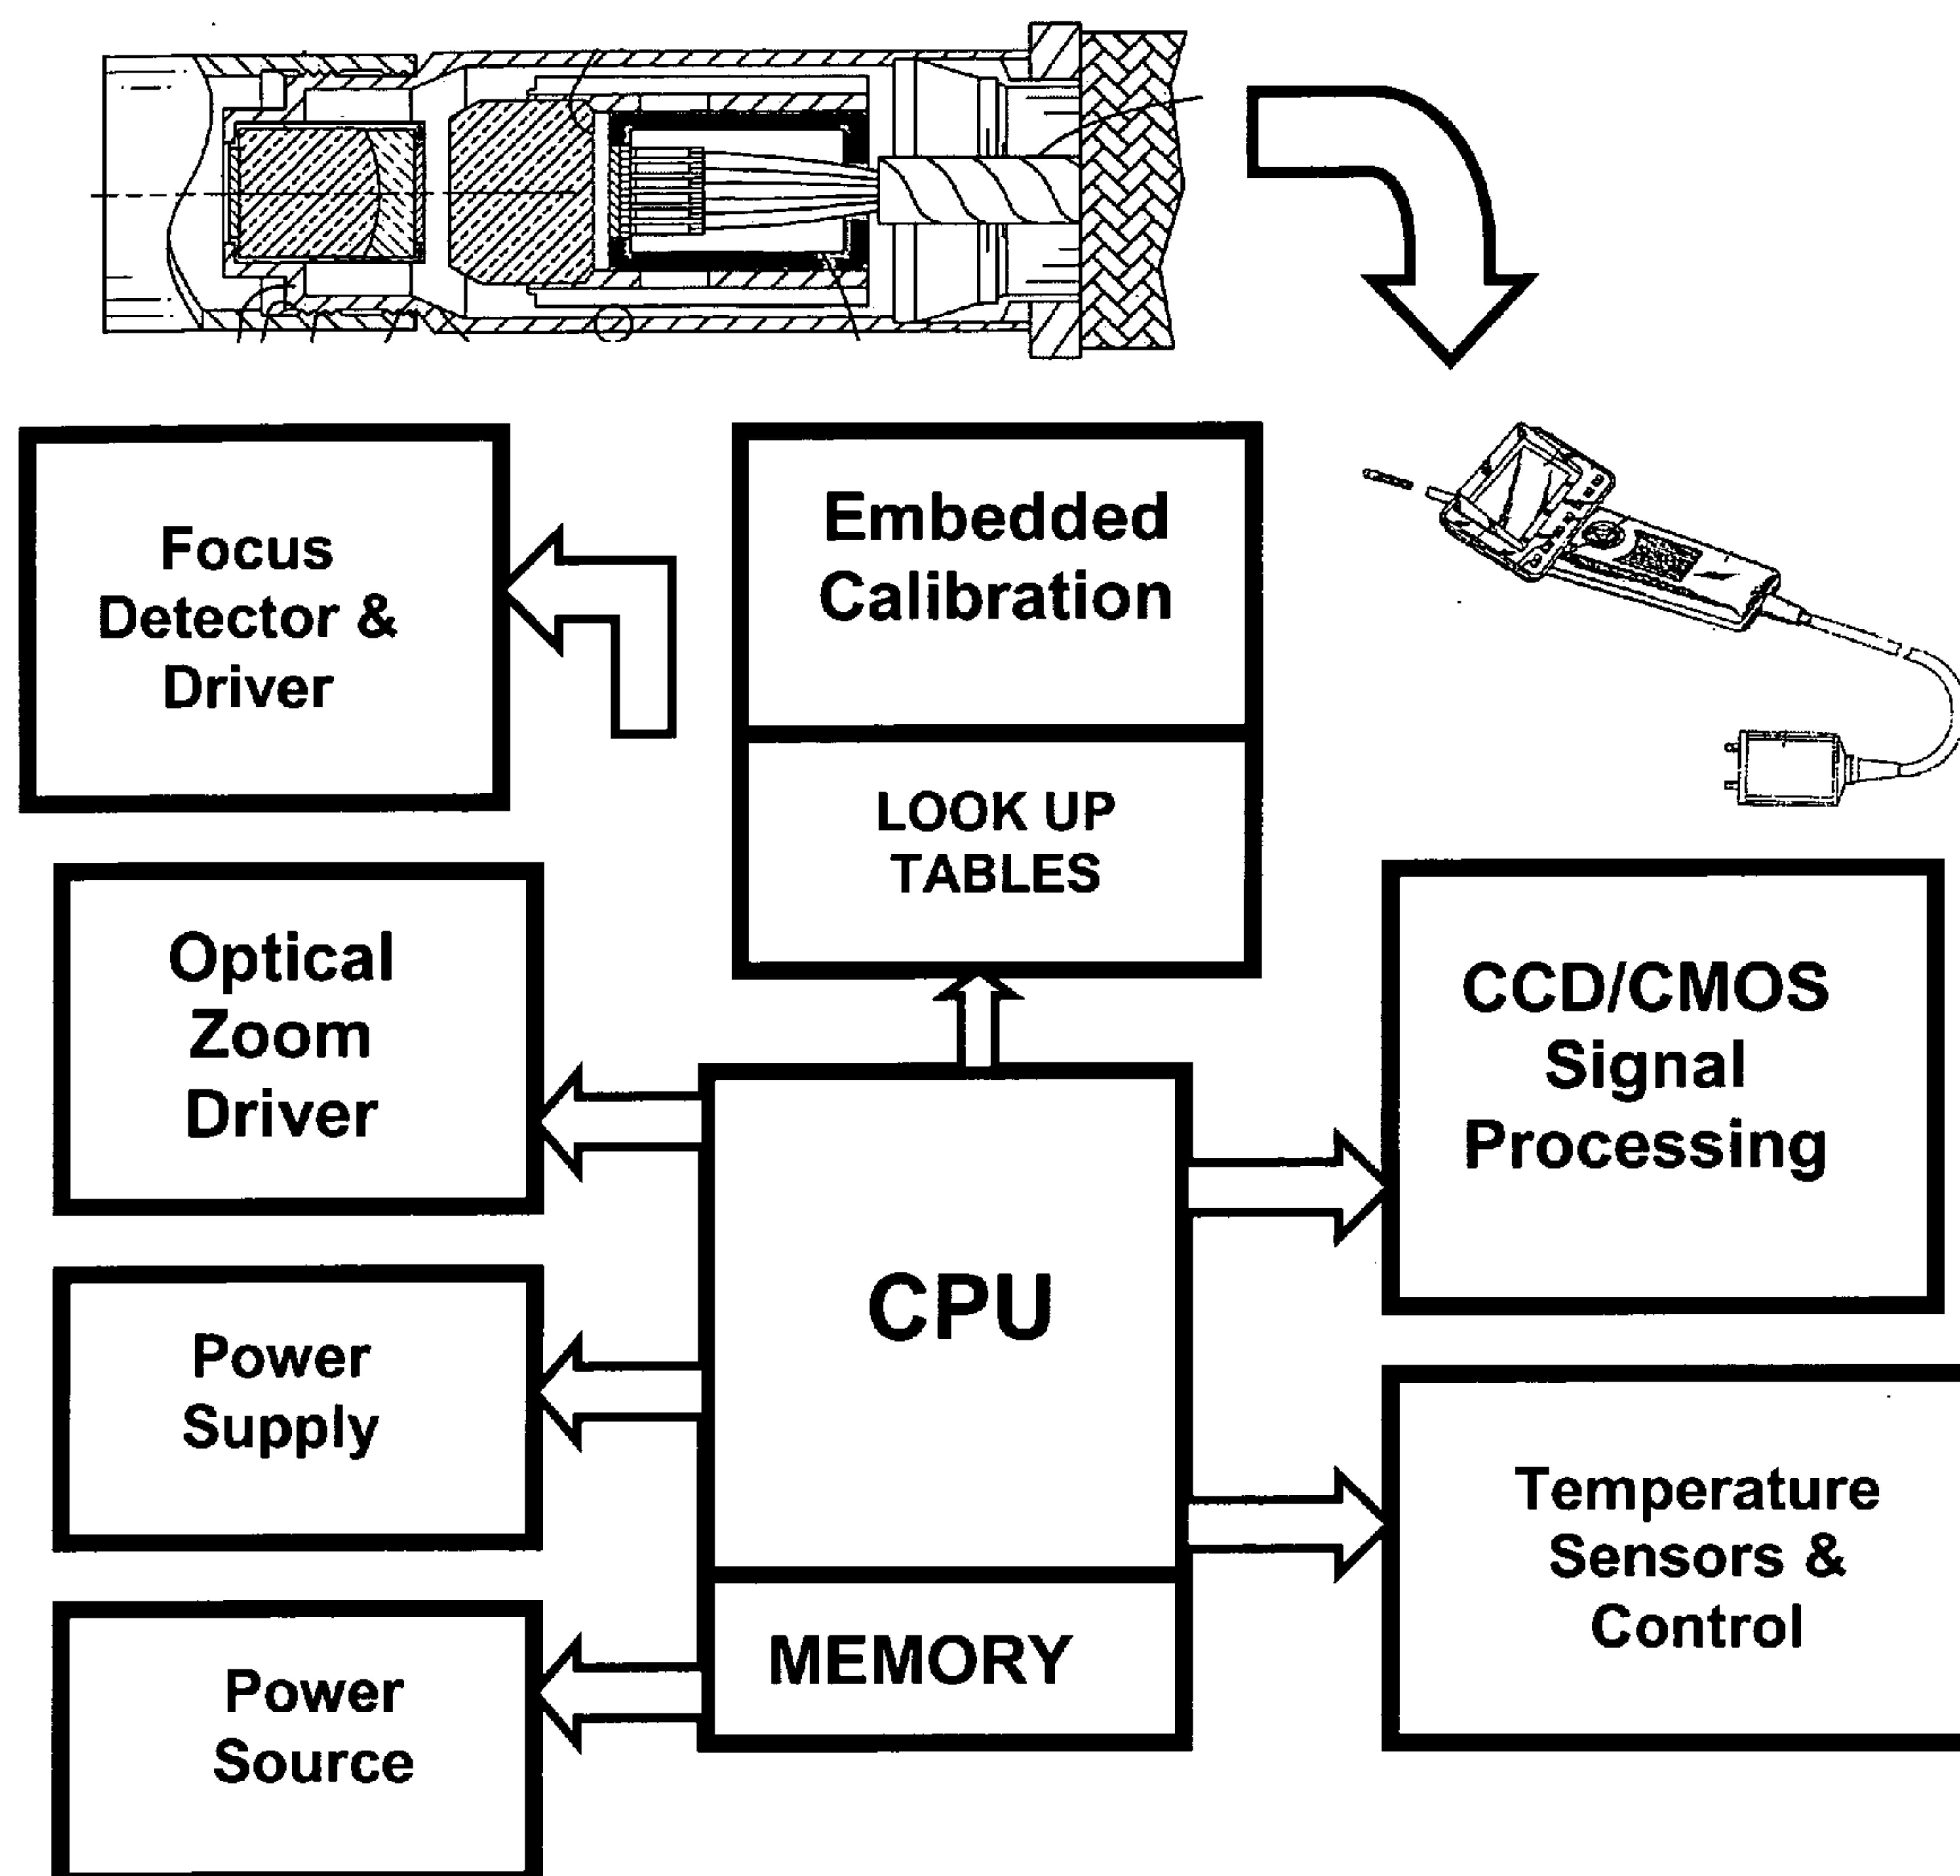 Focus
Detector &
Driver
Embedded
Calibration
LOOK UP
TABLES
Optical
Zoom
Driver
CCD/CMOS
Signal
Processing
CPU
Power
Supply
Temperature
Sensors &
Control
MEMORY
Power
Source